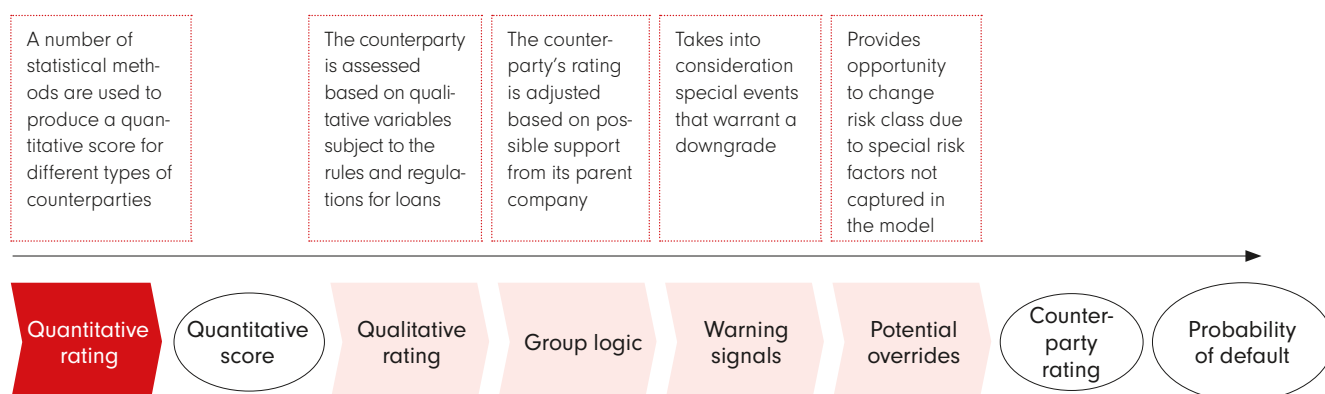 A number of
statistical meth-
ods are used to
produce a quan-
titative score for
different types of
counterparties
The counterparty
is assessed
based on quali-
tative variables
subject to the
rules and regula-
tions for loans
The counter-
party’s rating
is adjusted
based on pos-
sible support
from its parent
company
Takes into
consideration
special events
that warrant a
downgrade
Provides
opportunity
to change
risk class due
to special risk
factors not
captured in
the model
Quantitative
rating
Quantitative
score
Qualitative
rating
Group logic
Warning
signals
Potential
overrides
Counter-
party
rating
Probability
of default